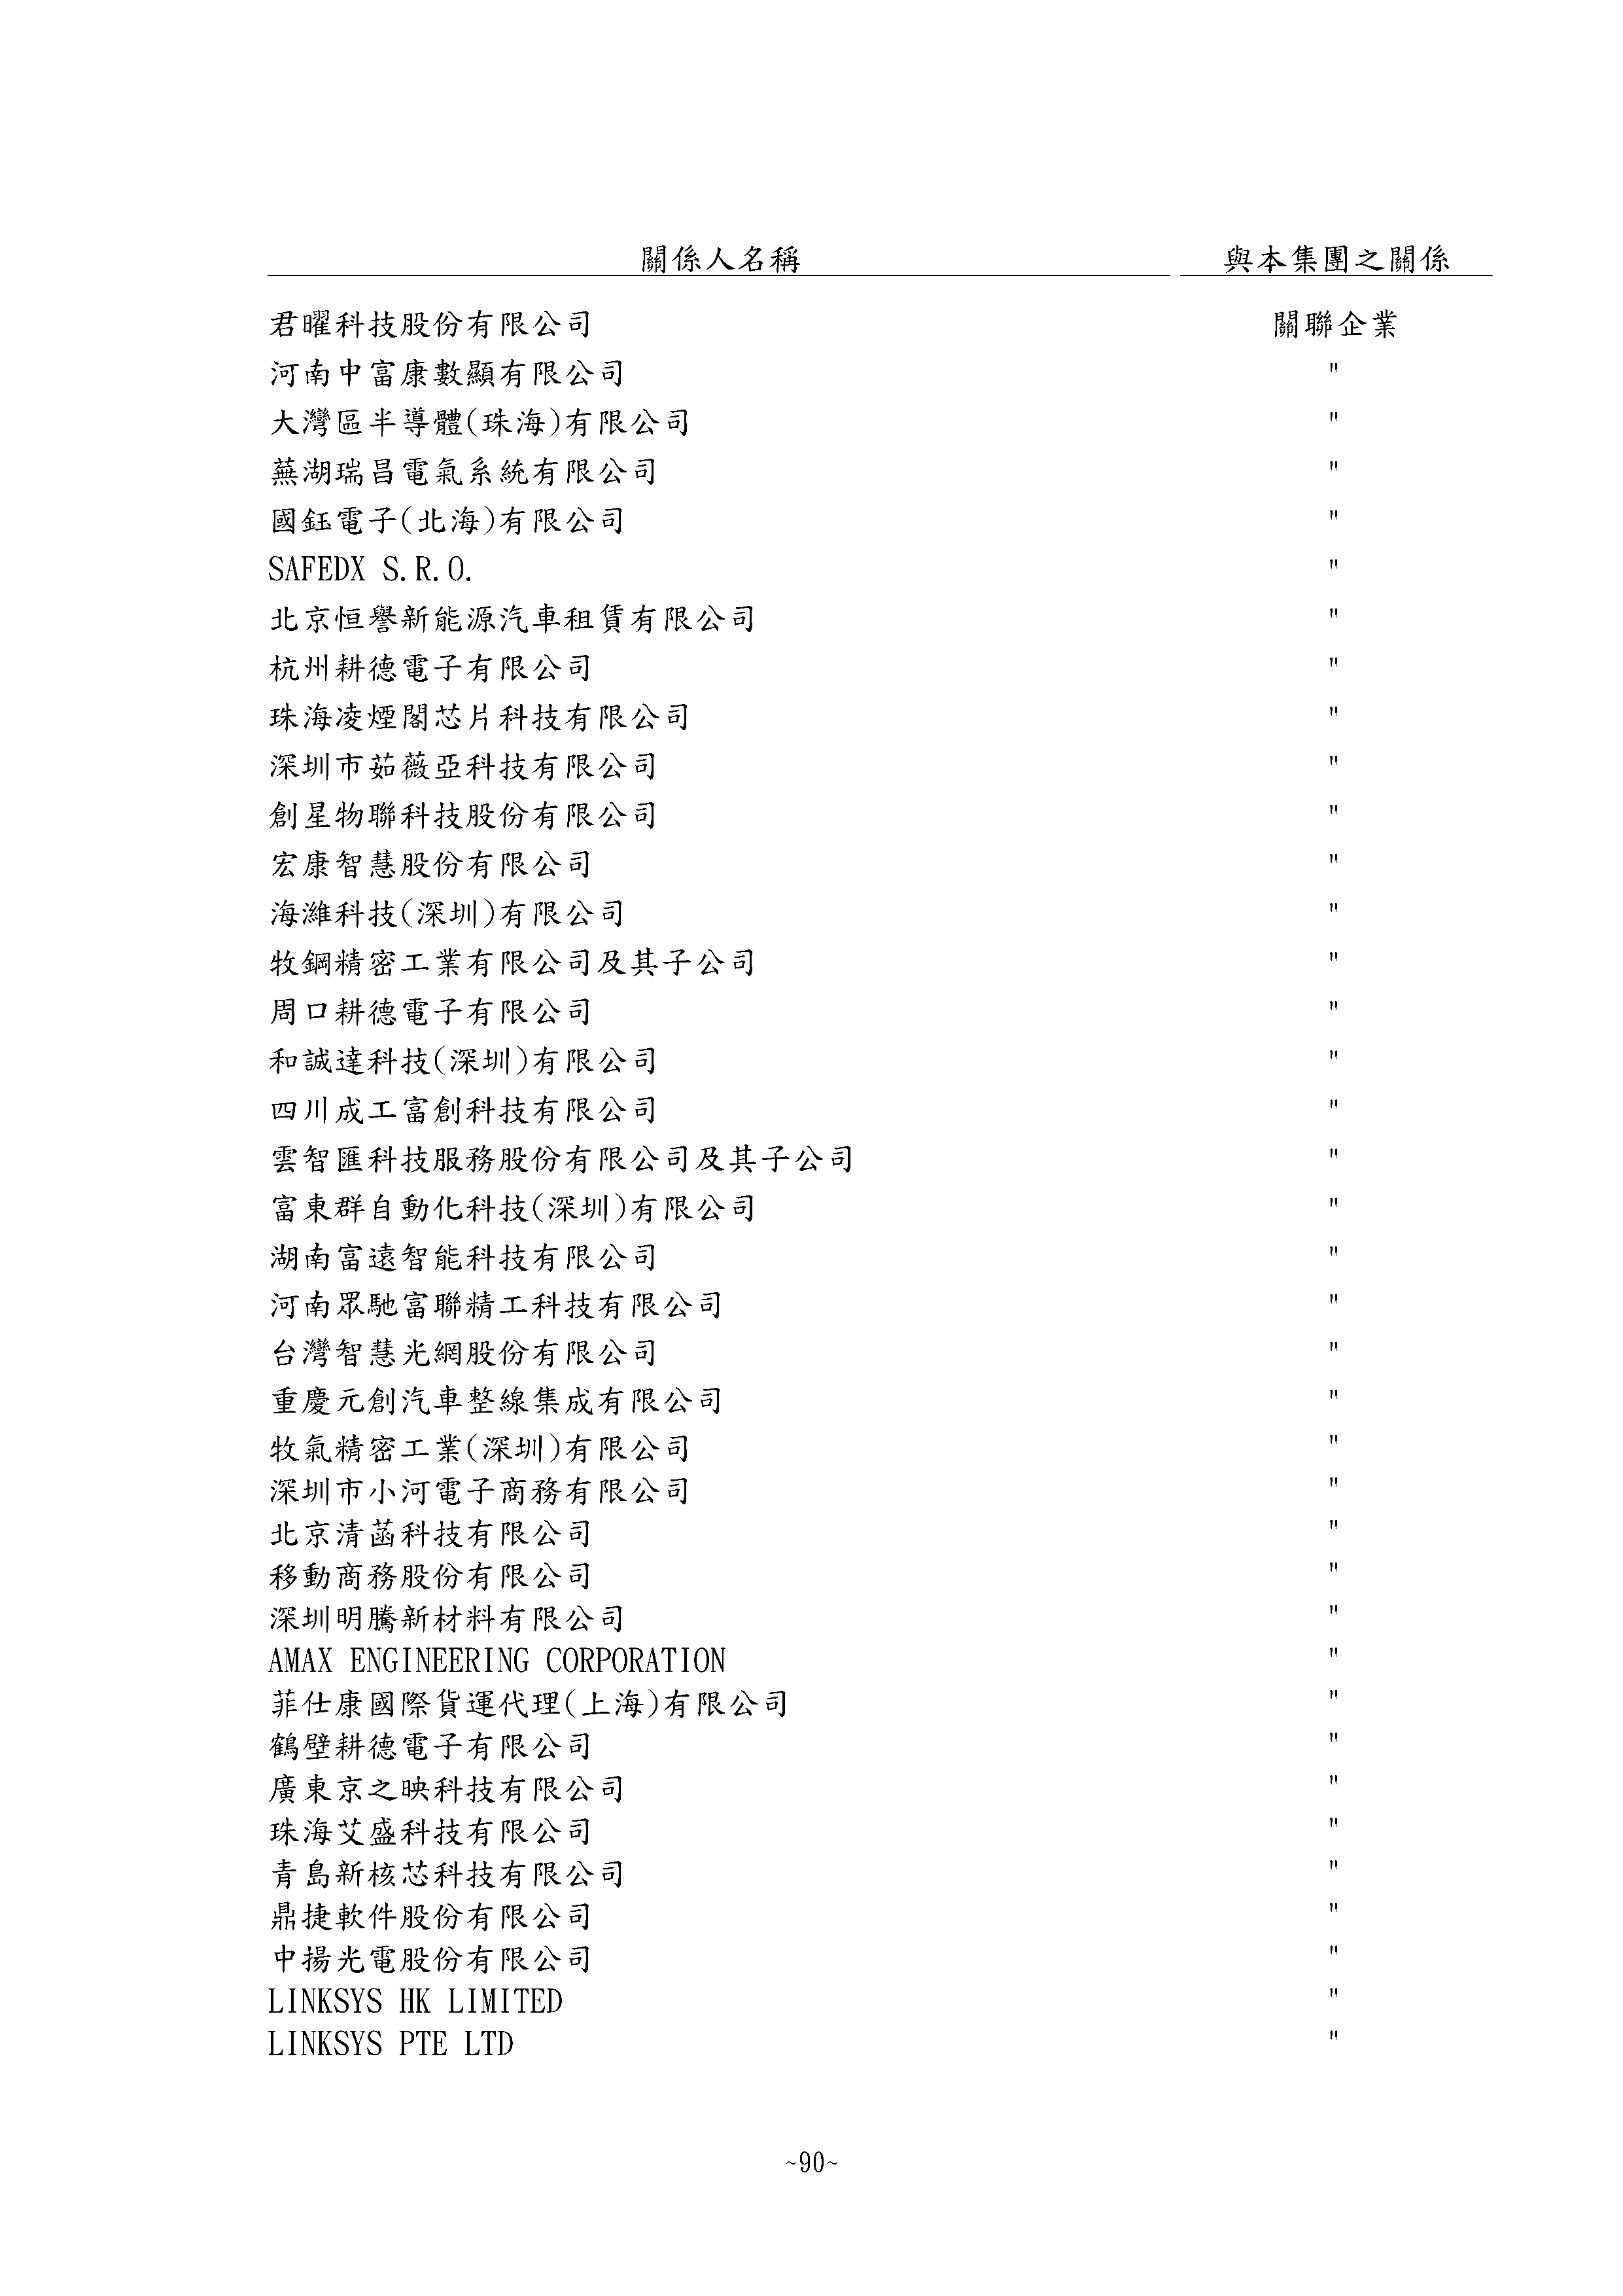 關係人名稱 與本集團之關係
君曜科技股份有限公司 關聯企業
河南中富康數顯有限公司 "
大灣區半導體(珠海)有限公司 "
蕪湖瑞昌電氣系統有限公司 "
國鈺電子(北海)有限公司 "
SAFEDX S.R.O. "
北京恒譽新能源汽車租賃有限公司 "
杭州耕德電子有限公司 "
珠海凌煙閣芯片科技有限公司 "
深圳市茹薇亞科技有限公司 "
創星物聯科技股份有限公司 "
宏康智慧股份有限公司 "
海濰科技(深圳)有限公司 "
牧鋼精密工業有限公司及其子公司 "
周口耕德電子有限公司 "
和誠達科技(深圳)有限公司 "
四川成工富創科技有限公司 "
雲智匯科技服務股份有限公司及其子公司 "
富東群自動化科技(深圳)有限公司 "
湖南富遠智能科技有限公司 "
河南眾馳富聯精工科技有限公司 "
台灣智慧光網股份有限公司 "
重慶元創汽車整線集成有限公司 "
牧氣精密工業(深圳)有限公司 "
深圳市小河電子商務有限公司 "
北京清菡科技有限公司 "
移動商務股份有限公司 "
深圳明騰新材料有限公司 "
AMAX ENGINEERING CORPORATION "
菲仕康國際貨運代理(上海)有限公司 "
鶴壁耕德電子有限公司 "
廣東京之映科技有限公司 "
珠海艾盛科技有限公司 "
青島新核芯科技有限公司 "
鼎捷軟件股份有限公司 "
中揚光電股份有限公司 "
LINKSYS HK LIMITED "
LINKSYS PTE LTD "
~90~